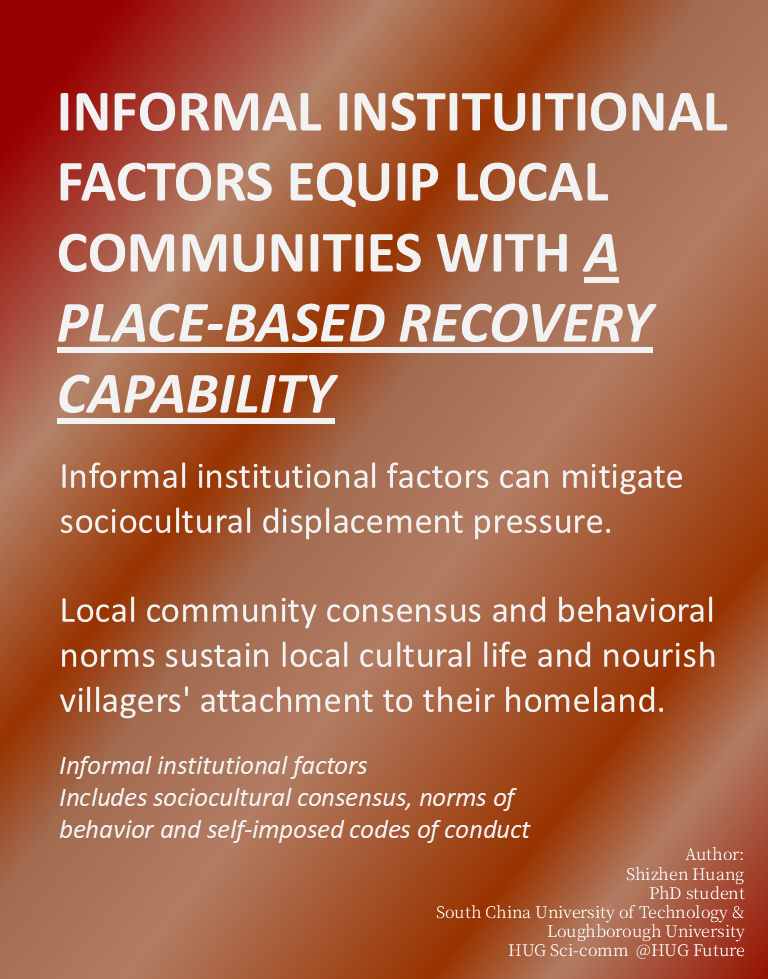 INFORMAL INSTITUITIONAL
FACTORS EQUIP LOCAL
COMMUNITIES WITH A
PLACE-BASED RECOVERY
CAPABILITY
Informal institutional factors can mitigate
sociocultural displacement pressure.
Local community consensus and behavioral
norms sustain local cultural life and nourish
villagers' attachment to their homeland.
Informal institutional factors
Includes sociocultural consensus, norms of
behavior and self-imposed codes of conduct
Author:
Shizhen Huang
PhD student
South China University of Technology &
Loughborough University
HUG Sci-comm @HUG Future